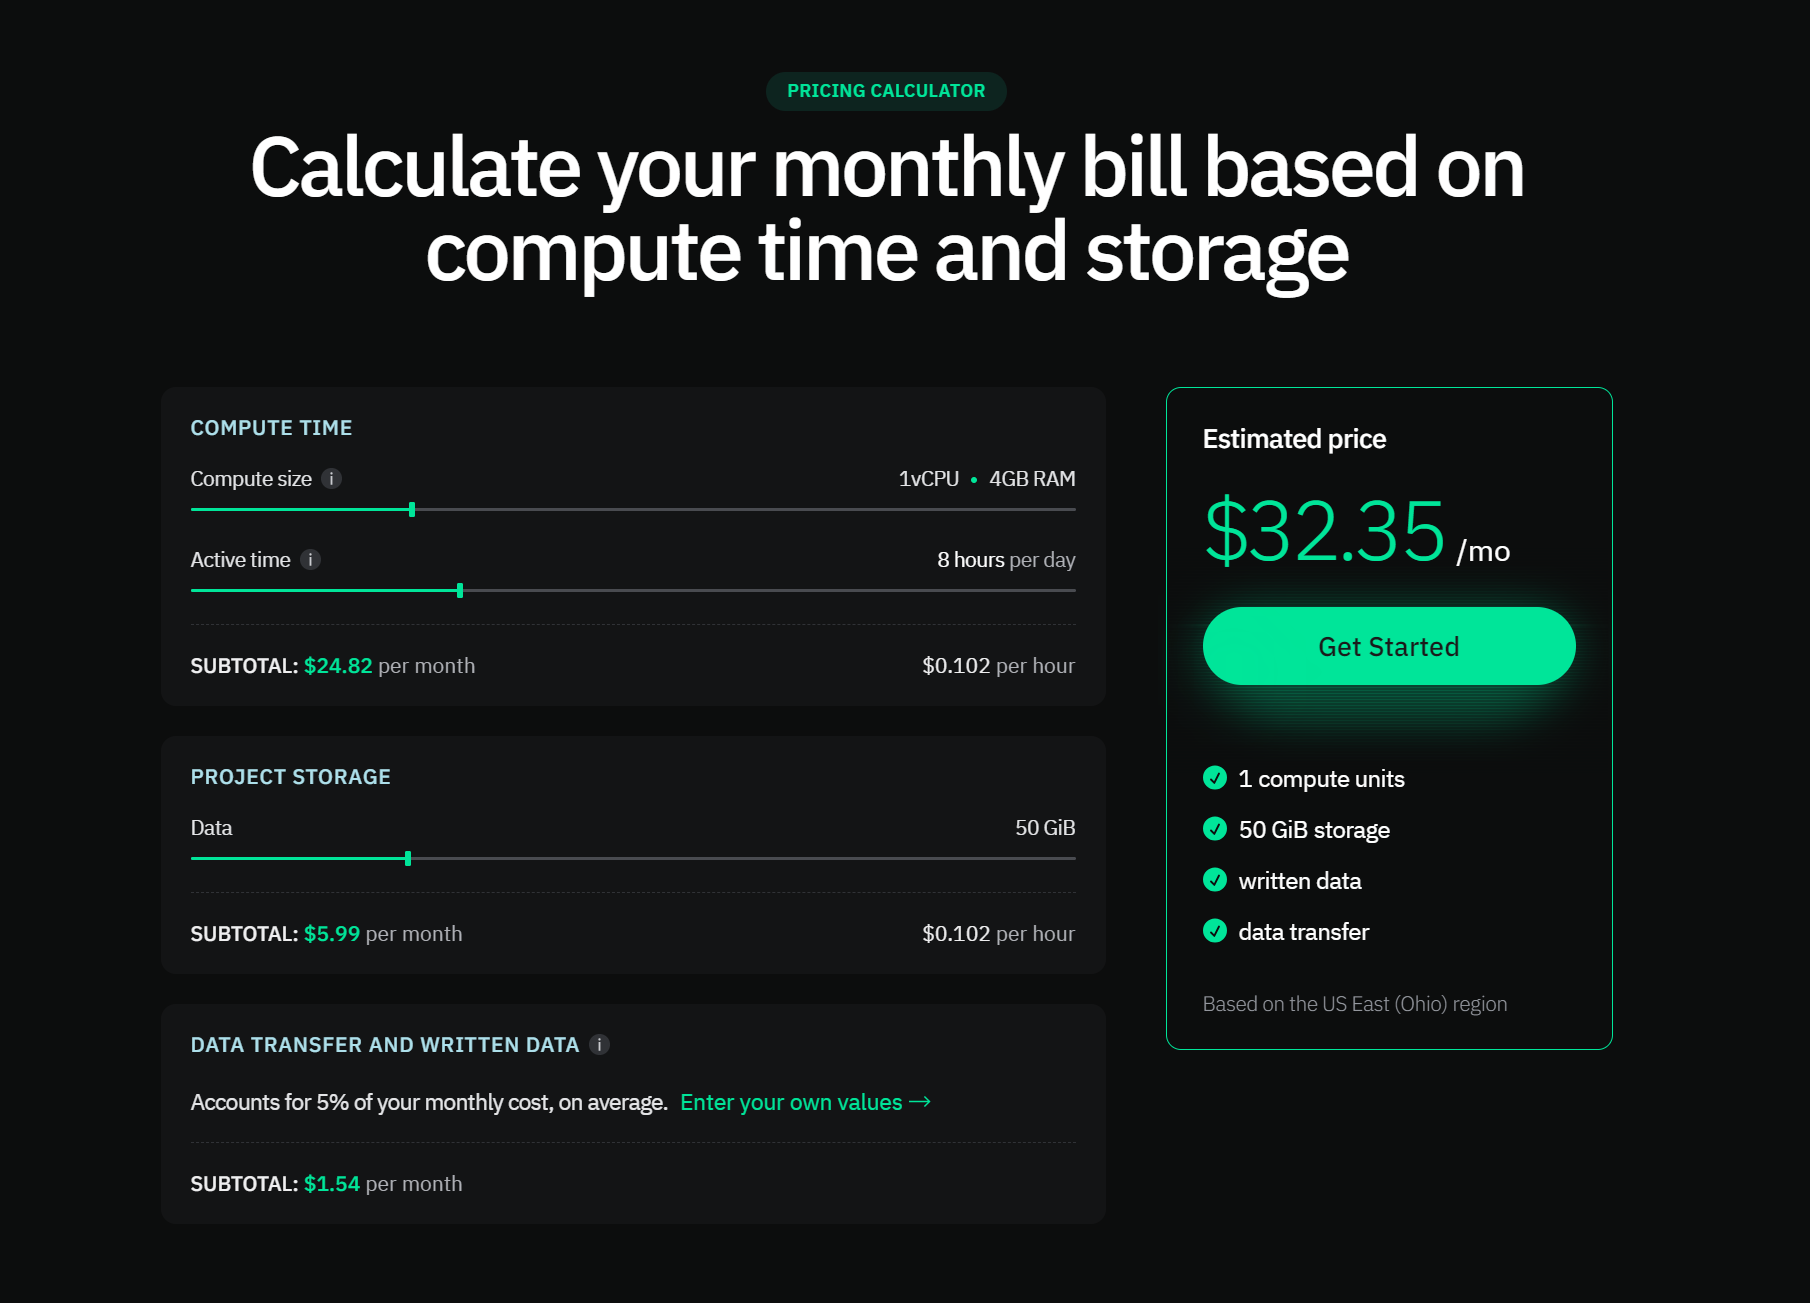 PRICING CALCULATOR
Calculate your monthly bill based on
compute time and storage
COMPUTE TIME
Compute size i 1vCPU • 4GB RAM
Active time i 8 hours per day
SUBTOTAL: $24.82 per month $0.102 per hour
PROJECT STORAGE
Data 50 GiB
SUBTOTAL: $5.99 per month $0.102 per hour
DATA TRANSFER AND WRITTEN DATA i
Accounts for 5% of your monthly cost, on average. Enter your own values →
SUBTOTAL: $1.54 per month
Estimated price
$32.35 /mo
Get Started
1 compute units
50 GiB storage
written data
data transfer
Based on the US East (Ohio) region